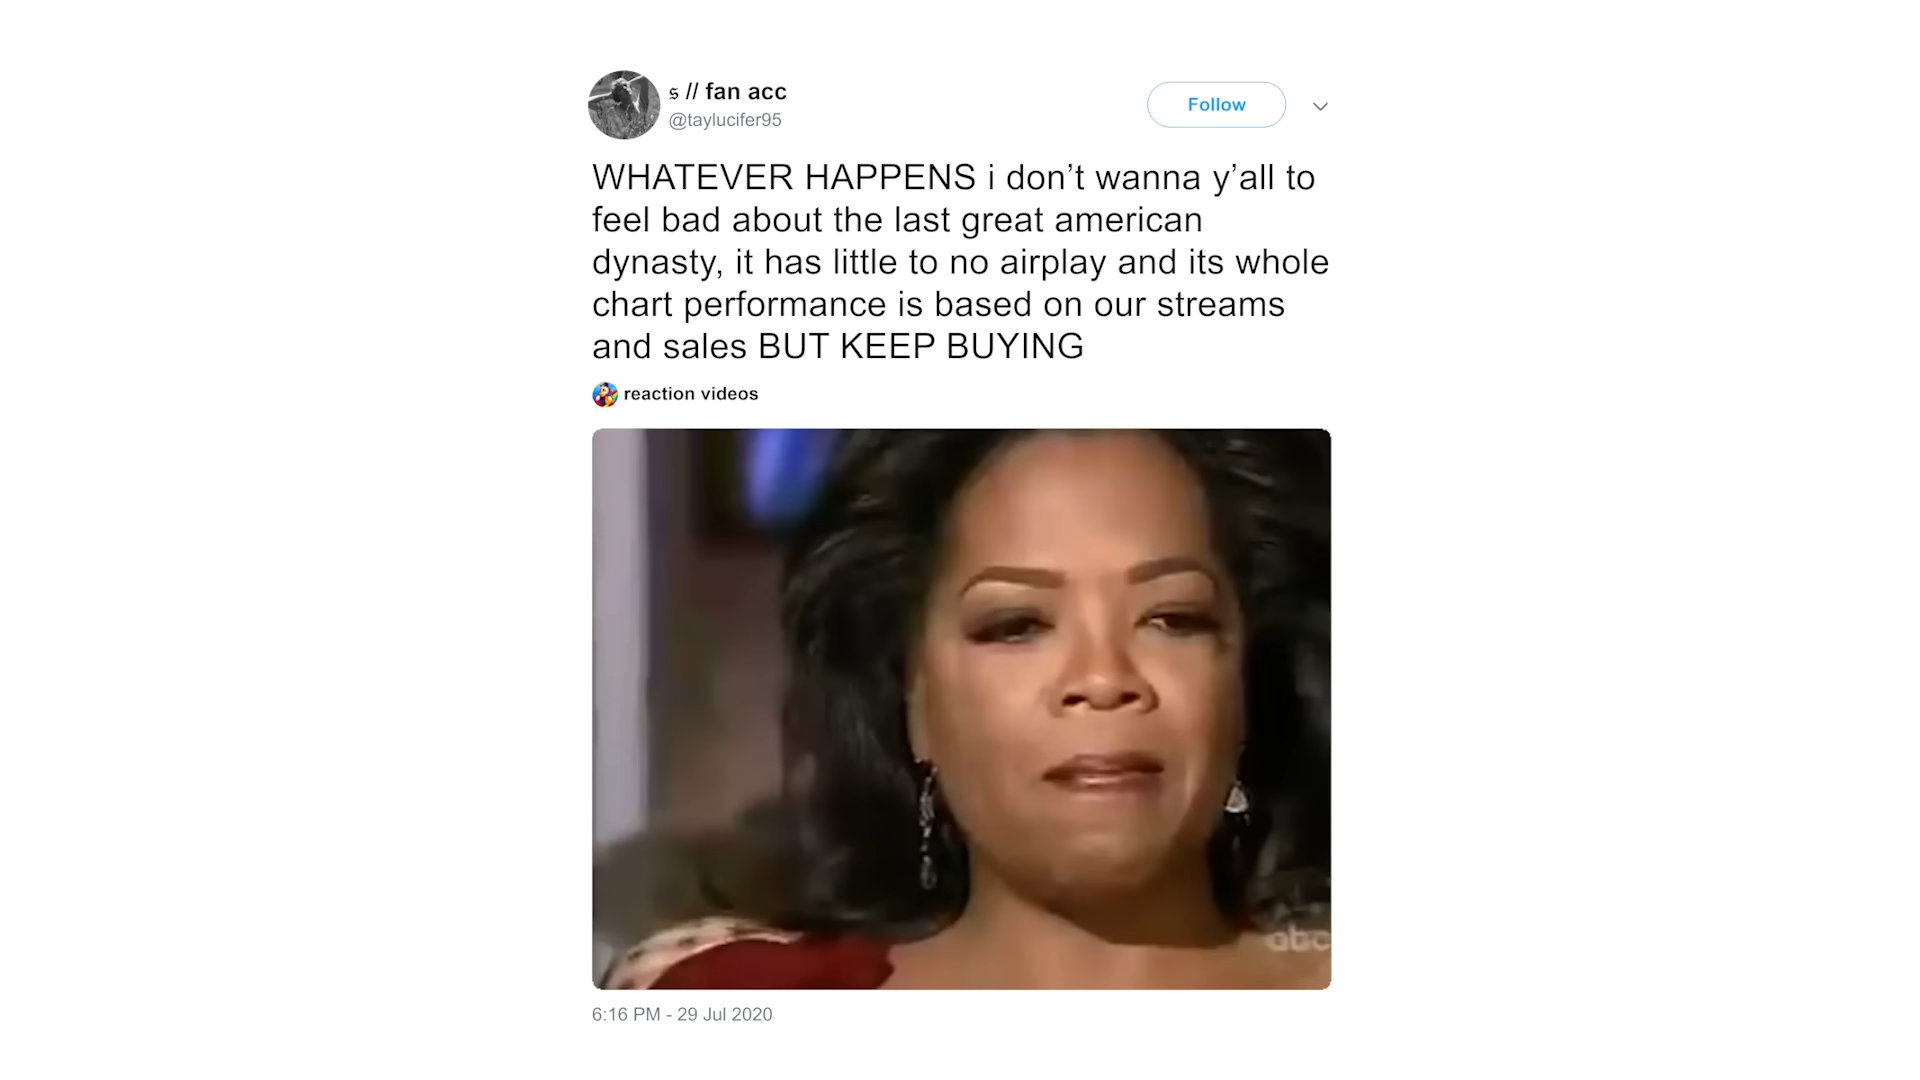 s // fan acc
@taylucifer95
Follow
WHATEVER HAPPENS i don’t wanna y’all to
feel bad about the last great american
dynasty, it has little to no airplay and its whole
chart performance is based on our streams
and sales BUT KEEP BUYING
reaction videos
abc
6:16 PM - 29 Jul 2020